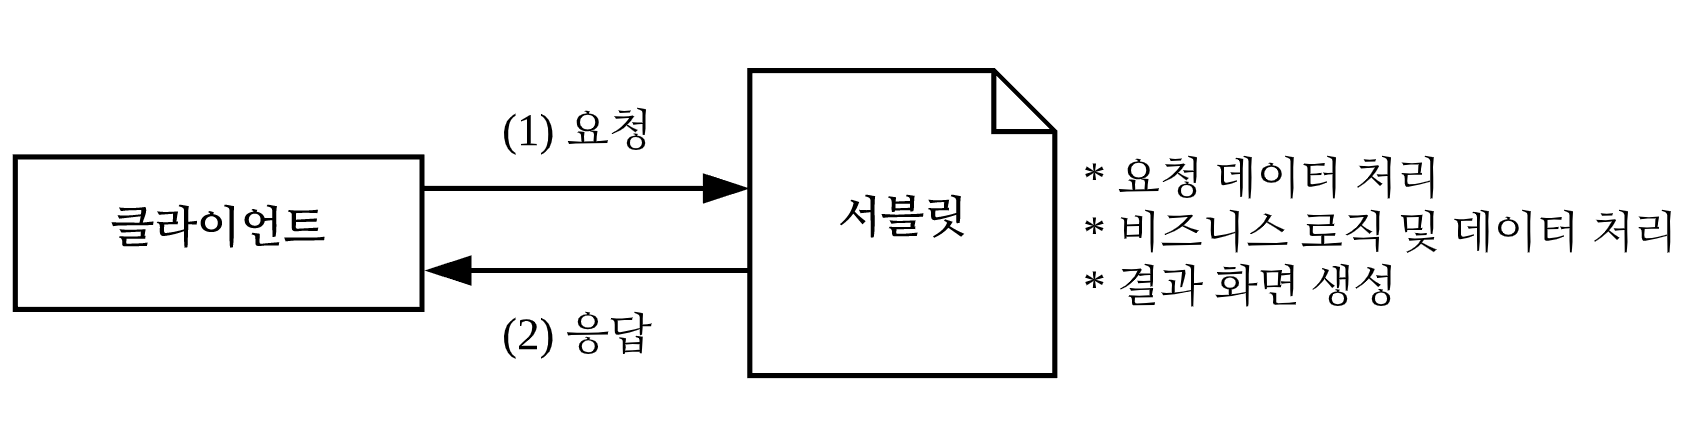 클라이언트
(1) 요청
(2) 응답
서블릿
* 요청 데이터 처리
* 비즈니스 로직 및 데이터 처리
* 결과 화면 생성